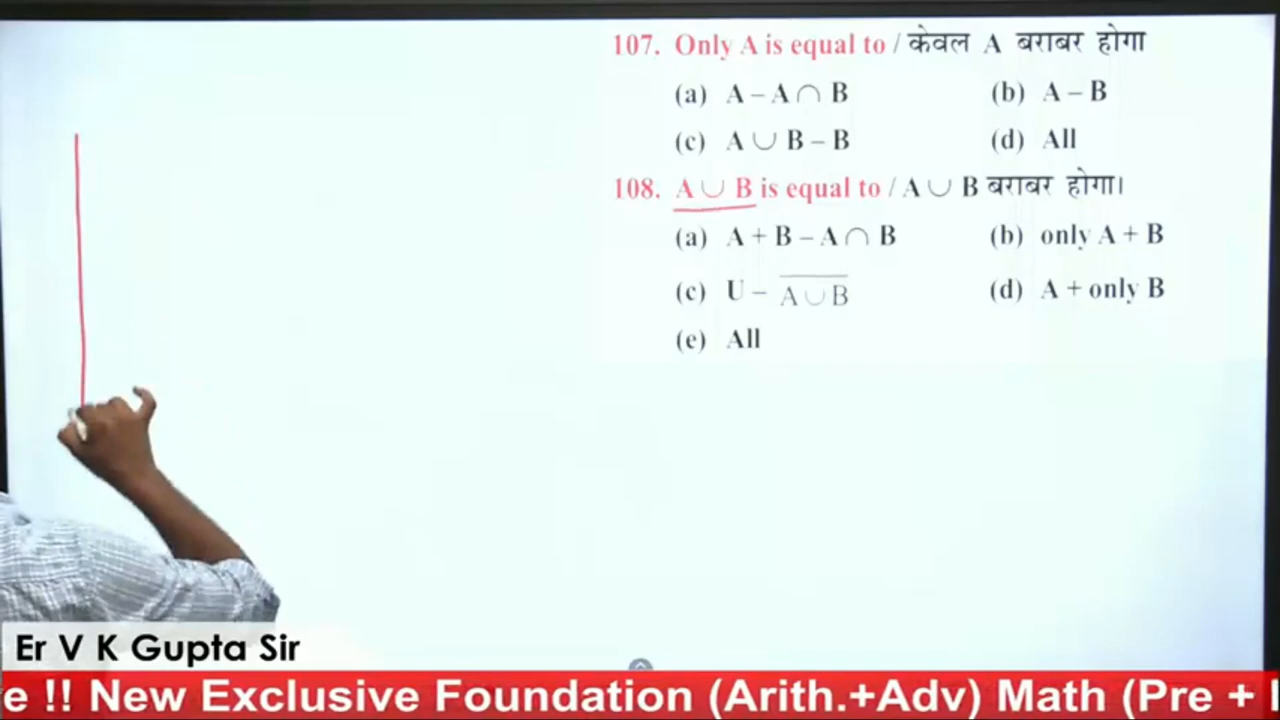 107. Only A is equal to / केवल A बराबर होगा
(a) A – A ∩ B (b) A – B
(c) A ∪ B – B (d) All
108. A ∪ B is equal to / A ∪ B बराबर होगा।
(a) A + B – A ∩ B (b) only A + B
(c) U – \overline{A ∪ B} (d) A + only B
(e) All
Er V K Gupta Sir
e !! New Exclusive Foundation (Arith.+Adv) Math (Pre +